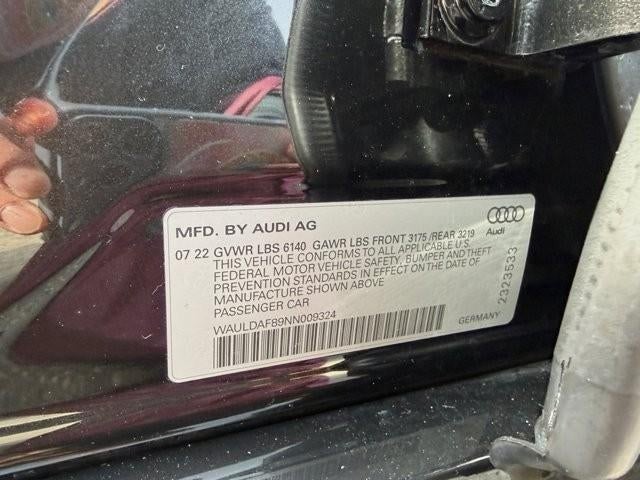 MFD. BY AUDI AG
07 22 GVWR LBS 6140 GAWR LBS FRONT 3175 /REAR 3219
THIS VEHICLE CONFORMS TO ALL APPLICABLE U.S.
FEDERAL MOTOR VEHICLE SAFETY, BUMPER AND THEFT
PREVENTION STANDARDS IN EFFECT ON THE DATE OF
MANUFACTURE SHOWN ABOVE
PASSENGER CAR
WAULDAF89NN009324
GERMANY
Audi
2323533